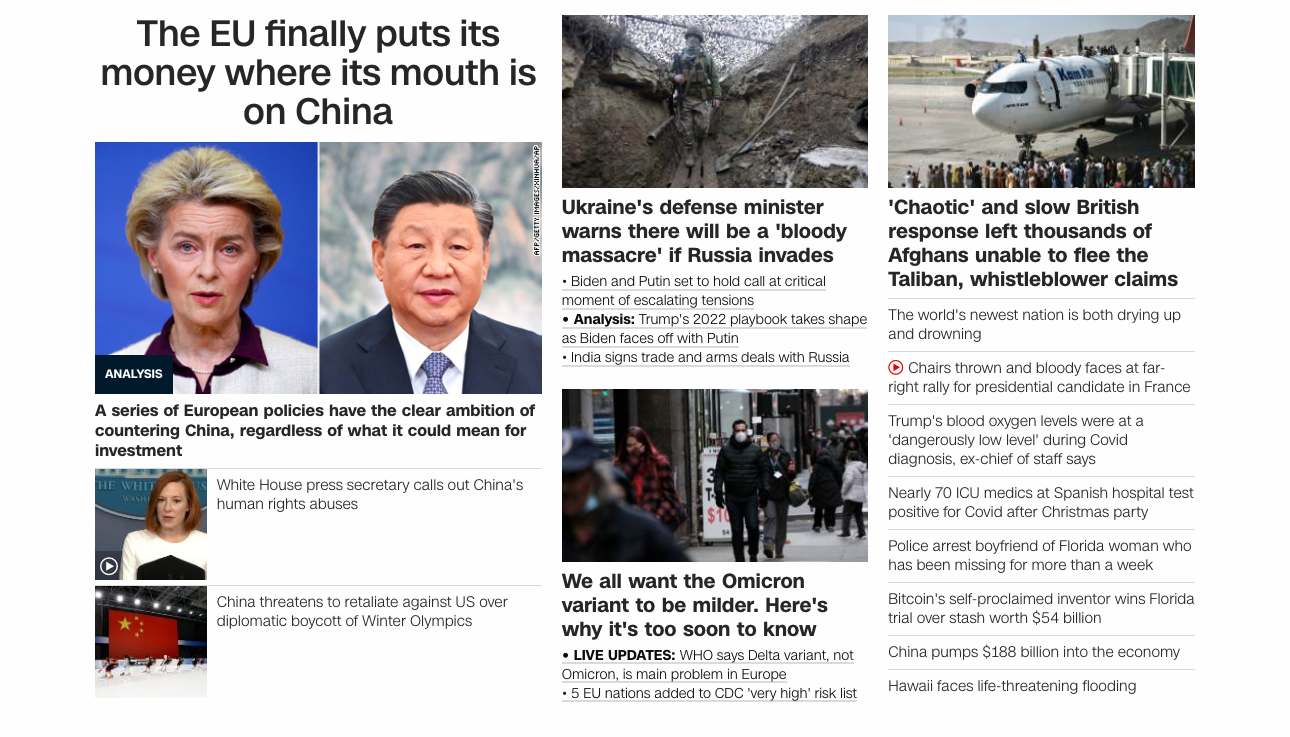 The EU finally puts its
money where its mouth is
on China
AFP/GETTY IMAGES/XINHUA/AP
ANALYSIS
A series of European policies have the clear ambition of
countering China, regardless of what it could mean for
investment
THE WHITE
WASH
White House press secretary calls out China's
human rights abuses
China threatens to retaliate against US over
diplomatic boycott of Winter Olympics
Ukraine's defense minister
warns there will be a 'bloody
massacre' if Russia invades
• Biden and Putin set to hold call at critical
moment of escalating tensions
• Analysis: Trump's 2022 playbook takes shape
as Biden faces off with Putin
• India signs trade and arms deals with Russia
We all want the Omicron
variant to be milder. Here's
why it's too soon to know
• LIVE UPDATES: WHO says Delta variant, not
Omicron, is main problem in Europe
• 5 EU nations added to CDC 'very high' risk list
Kam Air
'Chaotic' and slow British
response left thousands of
Afghans unable to flee the
Taliban, whistleblower claims
The world's newest nation is both drying up
and drowning
Chairs thrown and bloody faces at far-
right rally for presidential candidate in France
Trump's blood oxygen levels were at a
'dangerously low level' during Covid
diagnosis, ex-chief of staff says
Nearly 70 ICU medics at Spanish hospital test
positive for Covid after Christmas party
Police arrest boyfriend of Florida woman who
has been missing for more than a week
Bitcoin's self-proclaimed inventor wins Florida
trial over stash worth $54 billion
China pumps $188 billion into the economy
Hawaii faces life-threatening flooding